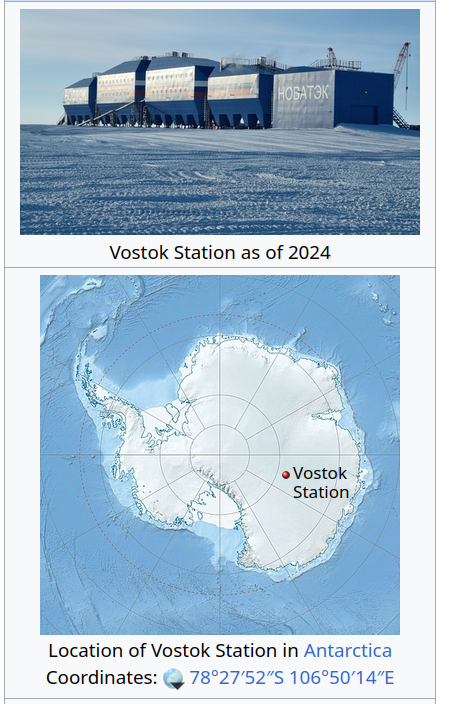 НОВАТЭК
Vostok Station as of 2024
Vostok
Station
Location of Vostok Station in Antarctica
Coordinates: 78°27′52″S 106°50′14″E